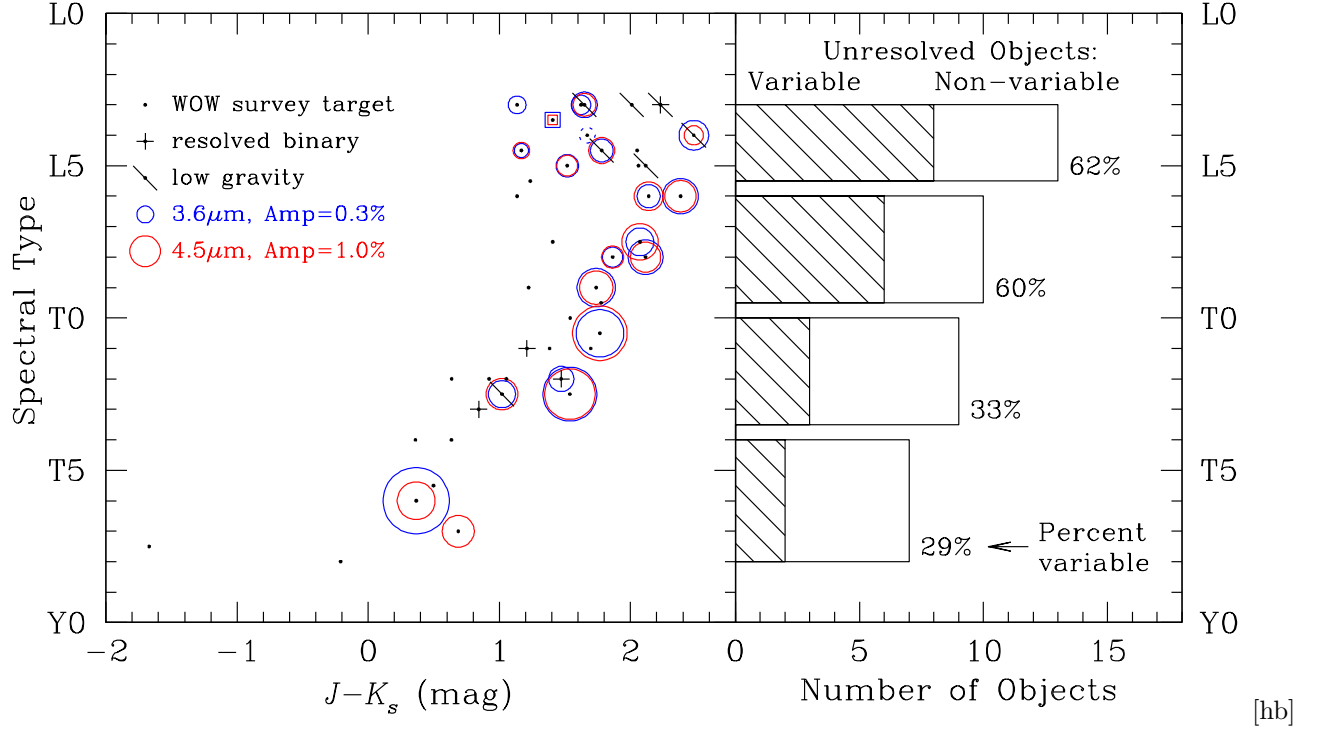 L0
L5
T0
T5
Y0
Spectral Type
WOW survey target
resolved binary
low gravity
3.6μm, Amp=0.3%
4.5μm, Amp=1.0%
−2 −1 0 1 2
J−Ks (mag)
Unresolved Objects:
Variable Non−variable
62%
60%
33%
29%
Percent
variable
L0
L5
T0
T5
Y0
0 5 10 15
Number of Objects
[hb]